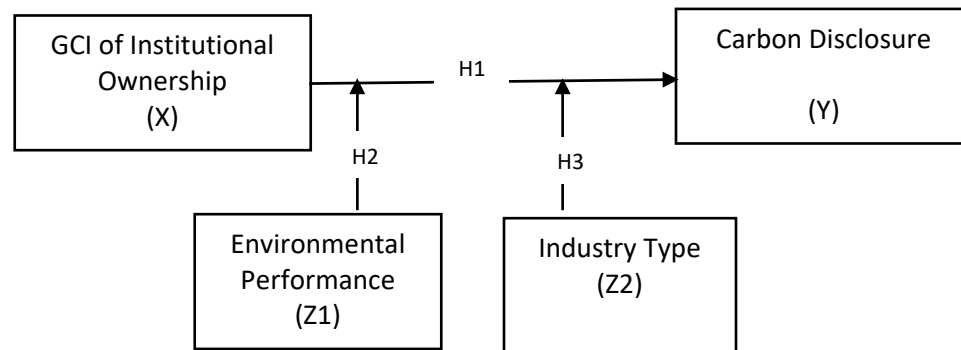 GCI of Institutional
Ownership
(X)
H1
Carbon Disclosure
(Y)
H2
H3
Environmental
Performance
(Z1)
Industry Type
(Z2)